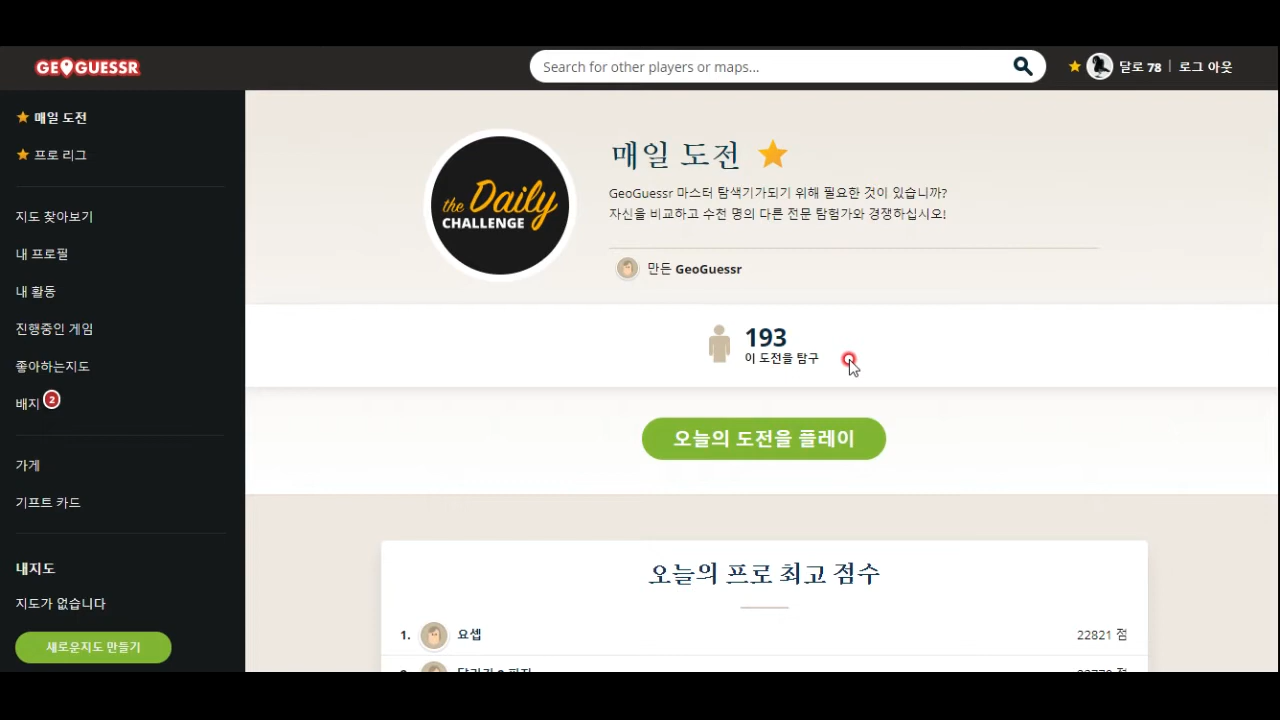 GEOGUESSR
Search for other players or maps...
달로 78 | 로그 아웃
매일 도전
프로 리그
지도 찾아보기
내 프로필
내 활동
진행중인 게임
좋아하는지도
배지 2
가게
기프트 카드
내지도
지도가 없습니다
새로운지도 만들기
the Daily
CHALLENGE
매일 도전
GeoGuessr 마스터 탐색기가되기 위해 필요한 것이 있습니까?
자신을 비교하고 수천 명의 다른 전문 탐험가와 경쟁하십시오!
만든 GeoGuessr
193
이 도전을 탐구
오늘의 도전을 플레이
오늘의 프로 최고 점수
1. 요셉 22821 점